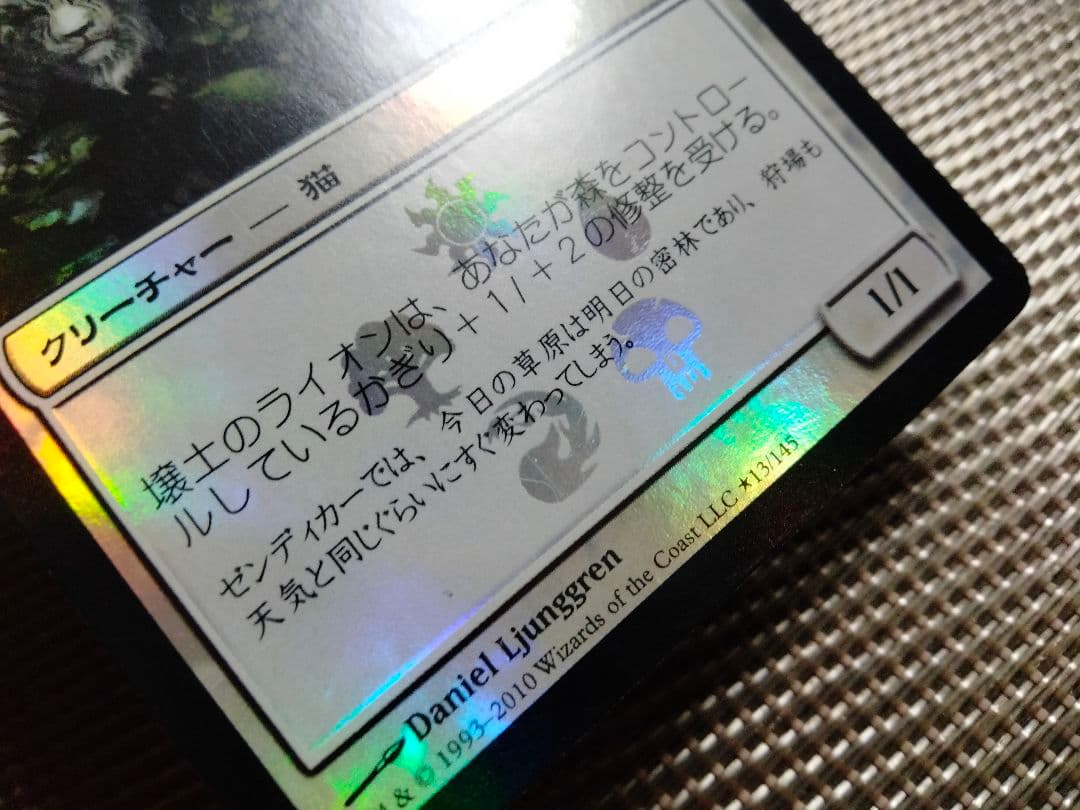 クリーチャー — 猫
壌土のライオンは、あなたが森をコントロー
ルしているかぎり+1/+2の修整を受ける。
ゼンディカーでは、今日の草原は明日の密林であり、狩場も
天気と同じぐらいにすぐ変わってしまう。
1/1
Daniel Ljunggren
& © 1993–2010 Wizards of the Coast LLC ★13/145